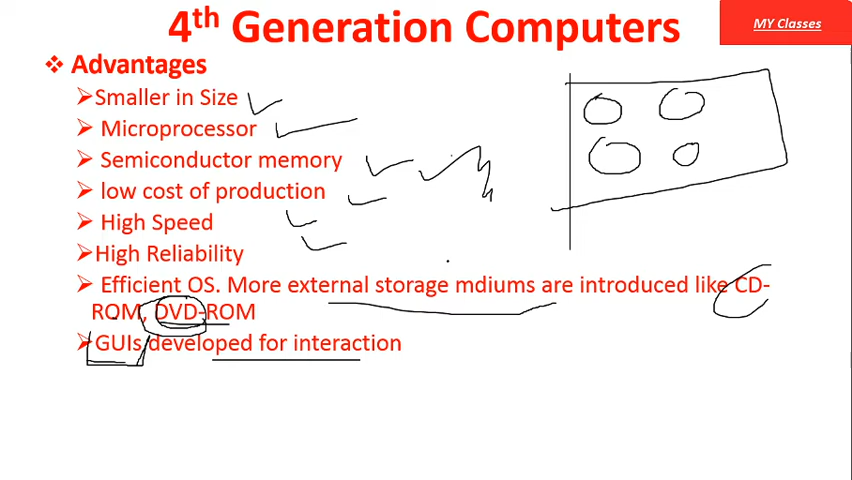 4th Generation Computers
MY Classes
❖ Advantages
➢Smaller in Size
➢ Microprocessor
➢ Semiconductor memory
➢ low cost of production
➢ High Speed
➢High Reliability
➢ Efficient OS. More external storage mdiums are introduced like CD-
ROM, DVD-ROM
➢GUIs developed for interaction